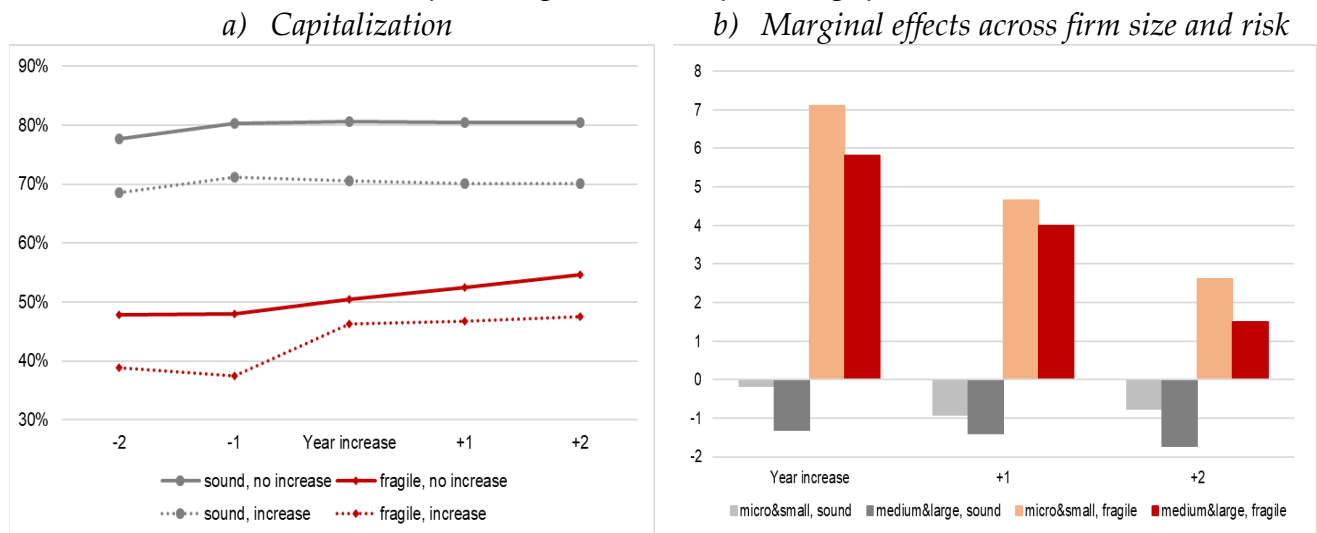 a) Capitalization
90%
80%
70%
60%
50%
40%
30%
-2 -1 Year increase +1 +2
sound, no increase fragile, no increase
sound, increase fragile, increase
b) Marginal effects across firm size and risk
8
7
6
5
4
3
2
1
0
-1
-2
Year increase +1 +2
micro&small, sound medium&large, sound micro&small, fragile medium&large, fragile